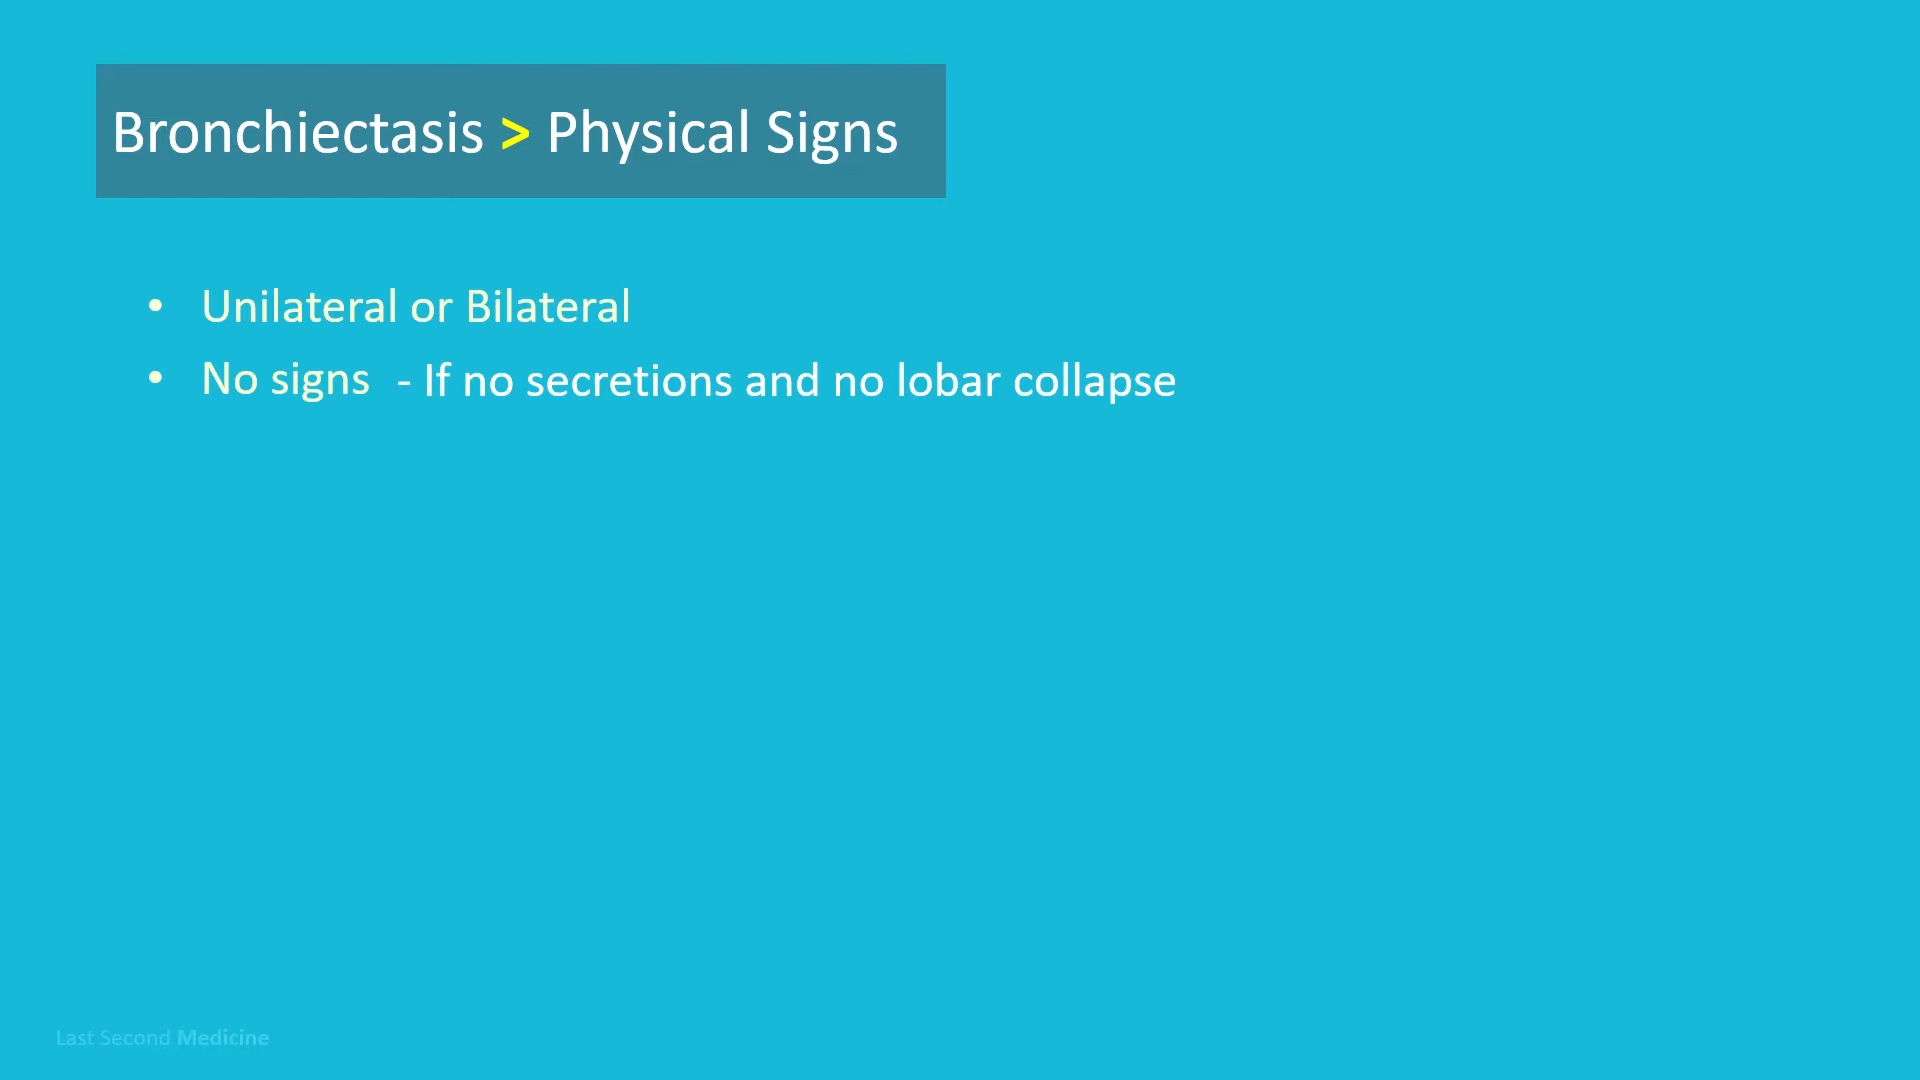 Bronchiectasis > Physical Signs
• Unilateral or Bilateral
• No signs - If no secretions and no lobar collapse
Last Second Medicine